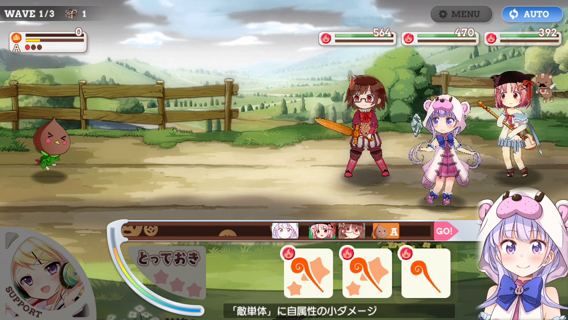 WAVE 1/3 1
MENU
AUTO
0
A
564
470
392
A
GO!
SUPPORT
とっておき
「敵単体」に自属性の小ダメージ